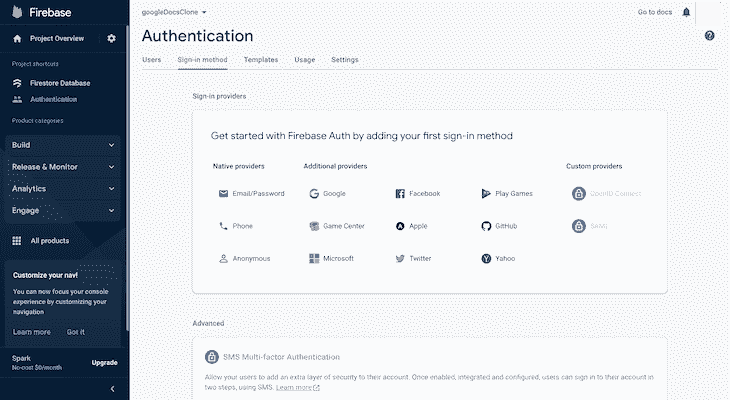 Firebase
Project Overview
Project shortcuts
Firestore Database
Authentication
Product categories
Build
Release & Monitor
Analytics
Engage
All products
Customize your nav!
You can now focus your console
experience by customizing your
navigation
Learn more Got it
Spark
No-cost $0/month
Upgrade
googleDocsClone
Go to docs
Authentication
Users Sign-in method Templates Usage Settings
Sign-in providers
Get started with Firebase Auth by adding your first sign-in method
Native providers Additional providers Custom providers
Email/Password Google Facebook Play Games OpenID Connect
Phone Game Center Apple GitHub SAML
Anonymous Microsoft Twitter Yahoo
Advanced
SMS Multi-factor Authentication
Allow your users to add an extra layer of security to their account. Once enabled, integrated and configured, users can sign in to their account in
two steps, using SMS. Learn more